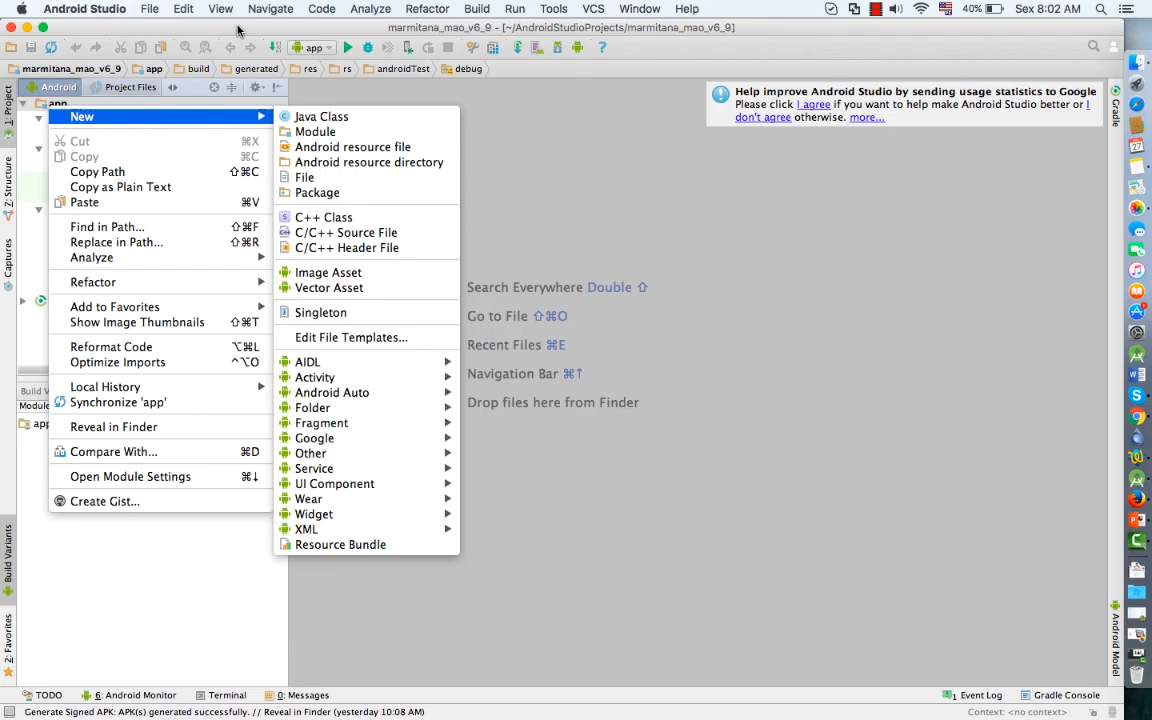 Android Studio File Edit View Navigate Code Analyze Refactor Build Run Tools VCS Window Help 40% Sex 8:02 AM
marmitana_mao_v6_9 - [~/AndroidStudioProjects/marmitana_mao_v6_9]
app
marmitana_mao_v6_9 app build generated res rs androidTest debug
Android Project Files
app
New
Cut ⌘X
Copy ⌘C
Copy Path ⇧⌘C
Copy as Plain Text
Paste ⌘V
Find in Path... ⇧⌘F
Replace in Path... ⇧⌘R
Analyze
Refactor
Add to Favorites
Show Image Thumbnails ⇧⌘T
Reformat Code ⌥⌘L
Optimize Imports ^⌥O
Local History
Synchronize 'app'
Reveal in Finder
Compare With... ⌘D
Open Module Settings ⌘↓
Create Gist...
Java Class
Module
Android resource file
Android resource directory
File
Package
C++ Class
C/C++ Source File
C/C++ Header File
Image Asset
Vector Asset
Singleton
Edit File Templates...
AIDL
Activity
Android Auto
Folder
Fragment
Google
Other
Service
UI Component
Wear
Widget
XML
Resource Bundle
Help improve Android Studio by sending usage statistics to Google
Please click I agree if you want to help make Android Studio better or I
don't agree otherwise. more...
Search Everywhere Double ⇧
Go to File ⇧⌘O
Recent Files ⌘E
Navigation Bar ⌘↑
Drop files here from Finder
1: Project
7: Structure
Captures
Build Variants
2: Favorites
Build V
Module
app
Gradle
Android Model
TODO 6: Android Monitor Terminal 0: Messages 1 Event Log Gradle Console
Generate Signed APK: APK(s) generated successfully. // Reveal in Finder (yesterday 10:08 AM) Context: <no context>